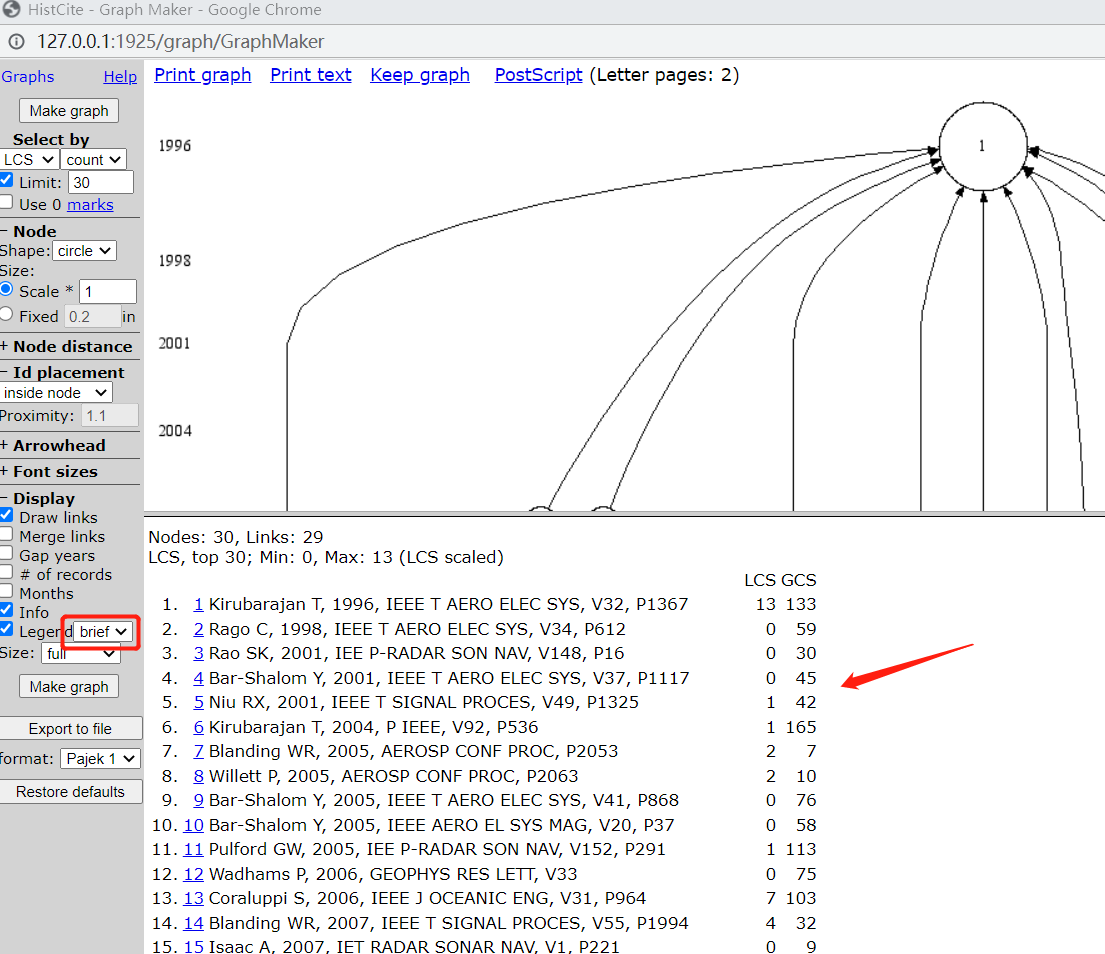 HistCite - Graph Maker - Google Chrome
127.0.0.1:1925/graph/GraphMaker
Graphs Help
Make graph
Select by
LCS count
Limit: 30
Use 0 marks
− Node
Shape: circle
Size:
Scale * 1
Fixed 0.2 in
+ Node distance
− Id placement
inside node
Proximity: 1.1
+ Arrowhead
+ Font sizes
− Display
Draw links
Merge links
Gap years
# of records
Months
Info
Legend brief
Size: full
Make graph
Export to file
format: Pajek 1
Restore defaults
Print graph Print text Keep graph PostScript (Letter pages: 2)
1996
1
1998
2001
2004
Nodes: 30, Links: 29
LCS, top 30; Min: 0, Max: 13 (LCS scaled)
LCS GCS
1. 1 Kirubarajan T, 1996, IEEE T AERO ELEC SYS, V32, P1367 13 133
2. 2 Rago C, 1998, IEEE T AERO ELEC SYS, V34, P612 0 59
3. 3 Rao SK, 2001, IEE P-RADAR SON NAV, V148, P16 0 30
4. 4 Bar-Shalom Y, 2001, IEEE T AERO ELEC SYS, V37, P1117 0 45
5. 5 Niu RX, 2001, IEEE T SIGNAL PROCES, V49, P1325 1 42
6. 6 Kirubarajan T, 2004, P IEEE, V92, P536 1 165
7. 7 Blanding WR, 2005, AEROSP CONF PROC, P2053 2 7
8. 8 Willett P, 2005, AEROSP CONF PROC, P2063 2 10
9. 9 Bar-Shalom Y, 2005, IEEE T AERO ELEC SYS, V41, P868 0 76
10. 10 Bar-Shalom Y, 2005, IEEE AERO EL SYS MAG, V20, P37 0 58
11. 11 Pulford GW, 2005, IEE P-RADAR SON NAV, V152, P291 1 113
12. 12 Wadhams P, 2006, GEOPHYS RES LETT, V33 0 75
13. 13 Coraluppi S, 2006, IEEE J OCEANIC ENG, V31, P964 7 103
14. 14 Blanding WR, 2007, IEEE T SIGNAL PROCES, V55, P1994 4 32
15. 15 Isaac A, 2007, IET RADAR SONAR NAV, V1, P221 0 9